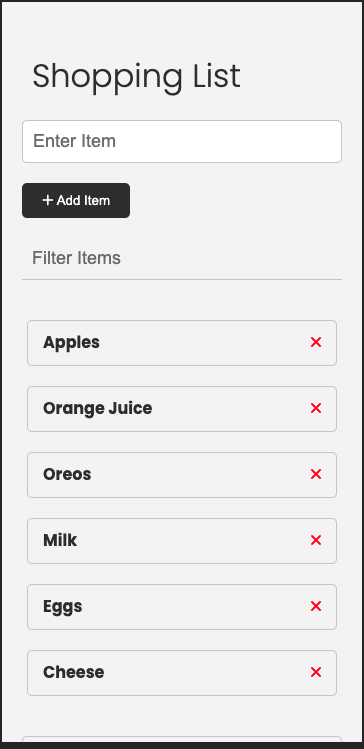 Shopping List
Enter Item
+ Add Item
Filter Items
Apples
Orange Juice
Oreos
Milk
Eggs
Cheese